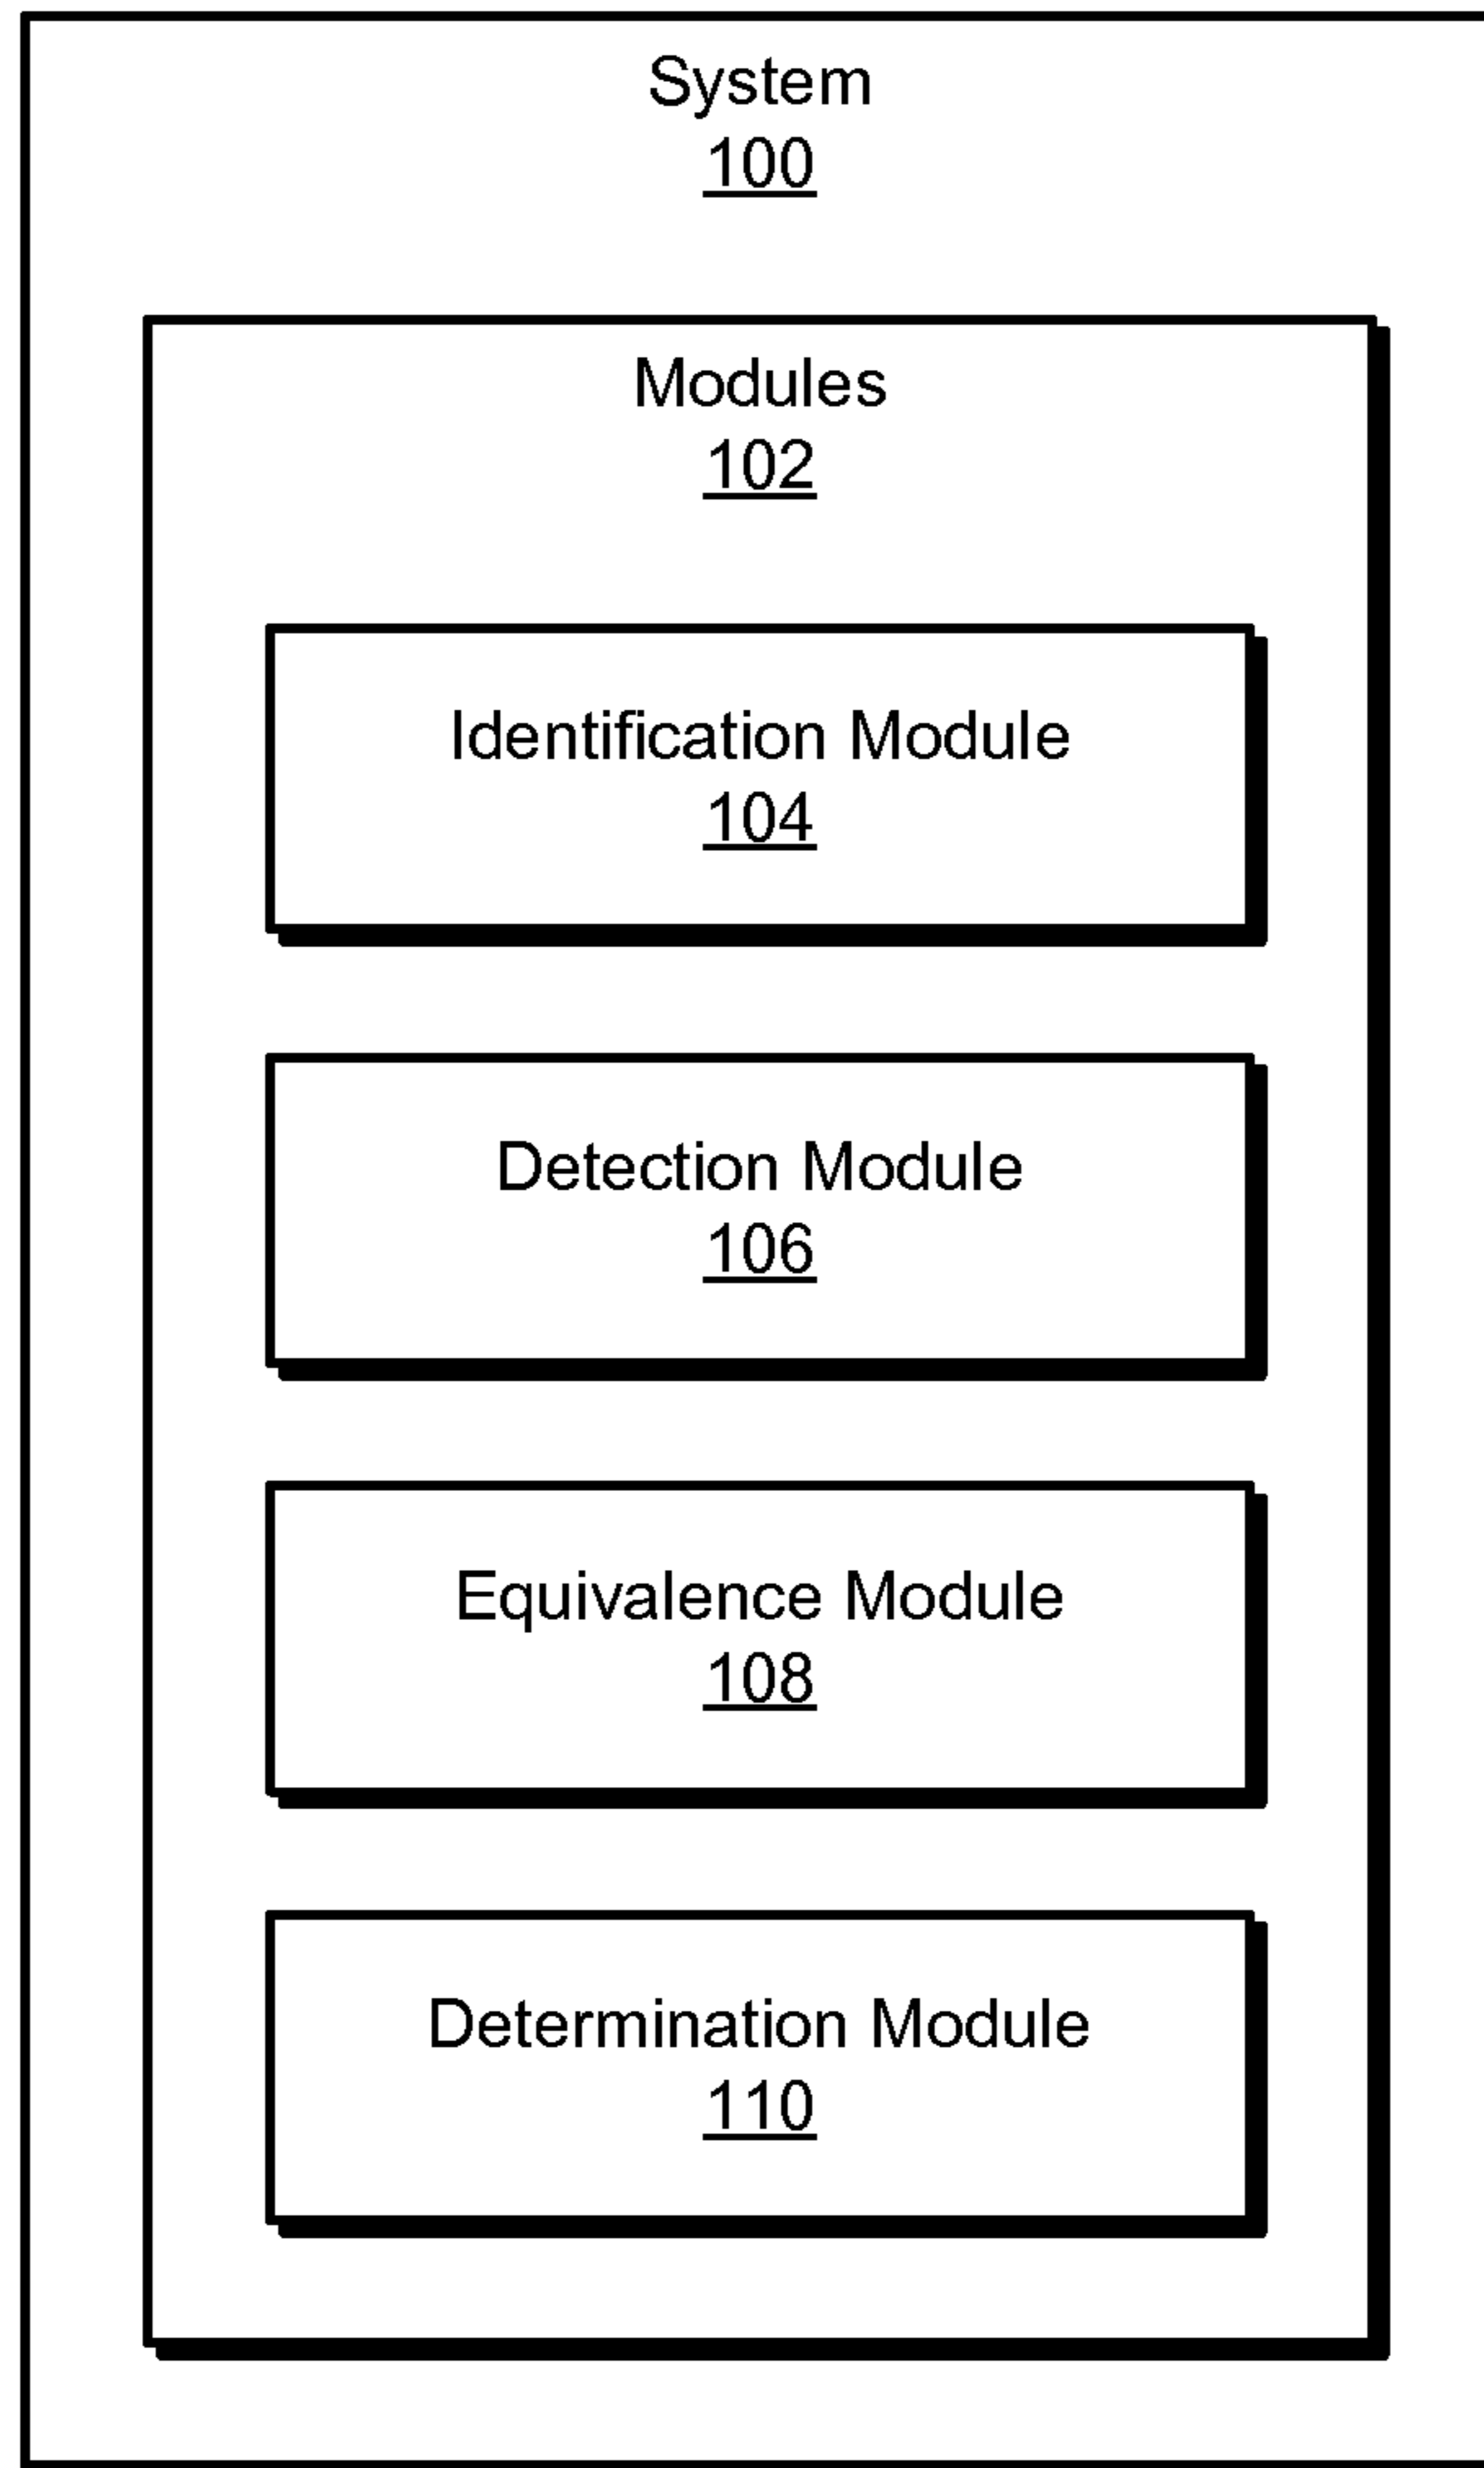 System
100
Modules
102
Identification Module
104
Detection Module
106
Equivalence Module
108
Determination Module
110